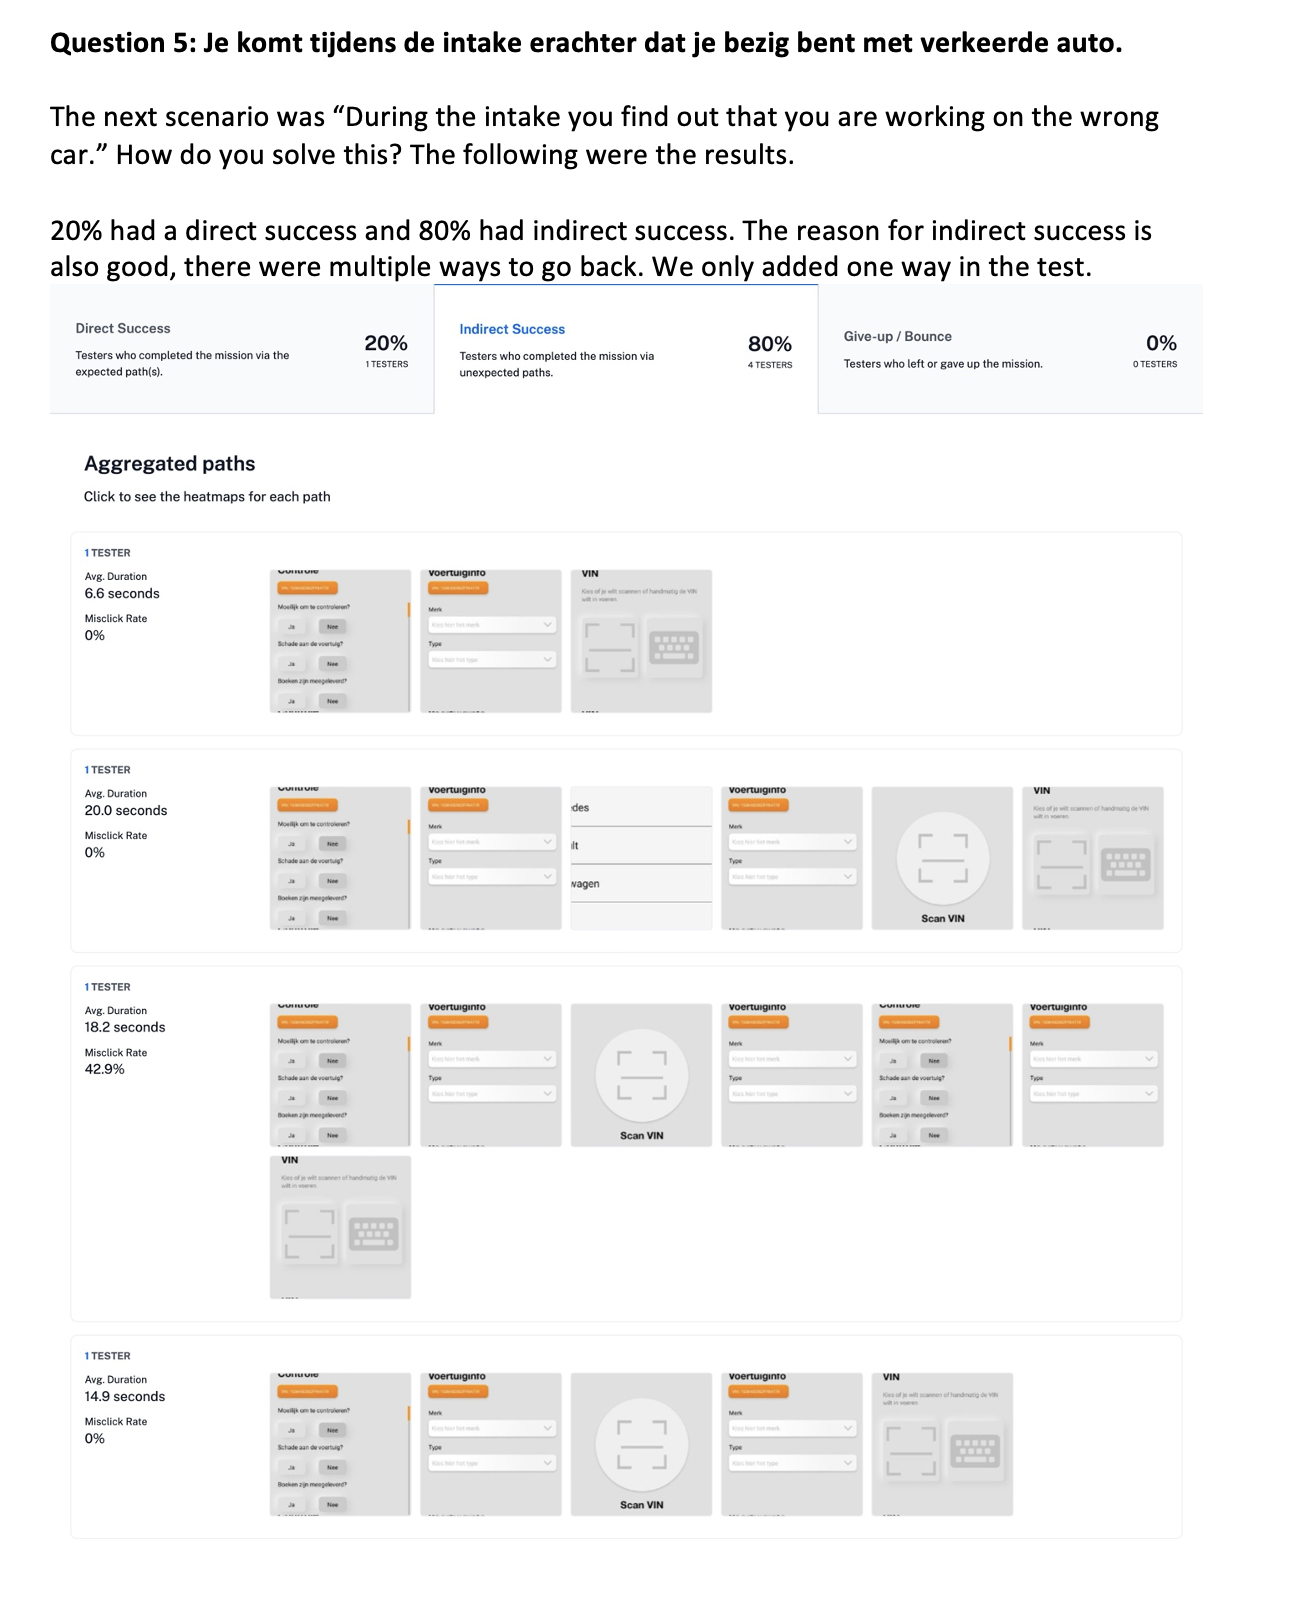 Question 5: Je komt tijdens de intake erachter dat je bezig bent met verkeerde auto.
The next scenario was “During the intake you find out that you are working on the wrong
car.” How do you solve this? The following were the results.
20% had a direct success and 80% had indirect success. The reason for indirect success is
also good, there were multiple ways to go back. We only added one way in the test.
Direct Success
Testers who completed the mission via the
expected path(s).
20%
1 TESTERS
Indirect Success
Testers who completed the mission via
unexpected paths.
80%
4 TESTERS
Give-up / Bounce
Testers who left or gave up the mission.
0%
0 TESTERS
Aggregated paths
Click to see the heatmaps for each path
1 TESTER
Avg. Duration
6.6 seconds
Misclick Rate
0%
Controle
Moeilijk om te controleren?
Ja Nee
Schade aan de voertuig?
Ja Nee
Boeken zijn meegeleverd?
Ja Nee
Voertuiginfo
Merk
Kies hier het merk
Type
Kies hier het type
VIN
Kies of je wilt scannen of handmatig de VIN
wilt in voeren
1 TESTER
Avg. Duration
20.0 seconds
Misclick Rate
0%
Controle
Moeilijk om te controleren?
Ja Nee
Schade aan de voertuig?
Ja Nee
Boeken zijn meegeleverd?
Ja Nee
Voertuiginfo
Merk
Kies hier het merk
Type
Kies hier het type
edes
lt
wagen
Voertuiginfo
Merk
Kies hier het merk
Type
Kies hier het type
Scan VIN
VIN
Kies of je wilt scannen of handmatig de VIN
wilt in voeren
1 TESTER
Avg. Duration
18.2 seconds
Misclick Rate
42.9%
Controle
Moeilijk om te controleren?
Ja Nee
Schade aan de voertuig?
Ja Nee
Boeken zijn meegeleverd?
Ja Nee
Voertuiginfo
Merk
Kies hier het merk
Type
Kies hier het type
Scan VIN
Voertuiginfo
Merk
Kies hier het merk
Type
Kies hier het type
Controle
Moeilijk om te controleren?
Ja Nee
Schade aan de voertuig?
Ja Nee
Boeken zijn meegeleverd?
Ja Nee
Voertuiginfo
Merk
Kies hier het merk
Type
Kies hier het type
VIN
Kies of je wilt scannen of handmatig de VIN
wilt in voeren
1 TESTER
Avg. Duration
14.9 seconds
Misclick Rate
0%
Controle
Moeilijk om te controleren?
Ja Nee
Schade aan de voertuig?
Ja Nee
Boeken zijn meegeleverd?
Ja Nee
Voertuiginfo
Merk
Kies hier het merk
Type
Kies hier het type
Scan VIN
Voertuiginfo
Merk
Kies hier het merk
Type
Kies hier het type
VIN
Kies of je wilt scannen of handmatig de VIN
wilt in voeren